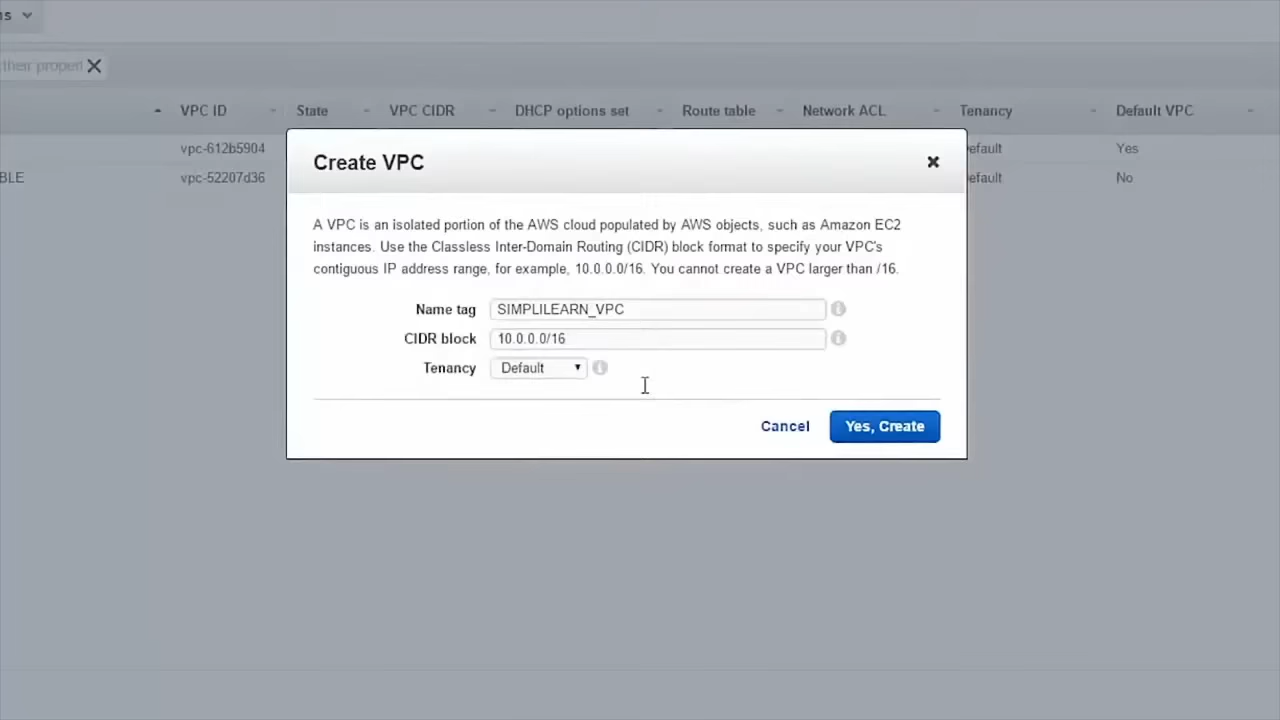 ns
their propert
VPC ID State VPC CIDR DHCP options set Route table Network ACL Tenancy Default VPC
vpc-612b5904 efault Yes
BLE vpc-52207d36 efault No
Create VPC
A VPC is an isolated portion of the AWS cloud populated by AWS objects, such as Amazon EC2
instances. Use the Classless Inter-Domain Routing (CIDR) block format to specify your VPC's
contiguous IP address range, for example, 10.0.0.0/16. You cannot create a VPC larger than /16.
Name tag SIMPLILEARN_VPC
CIDR block 10.0.0.0/16
Tenancy Default
Cancel Yes, Create